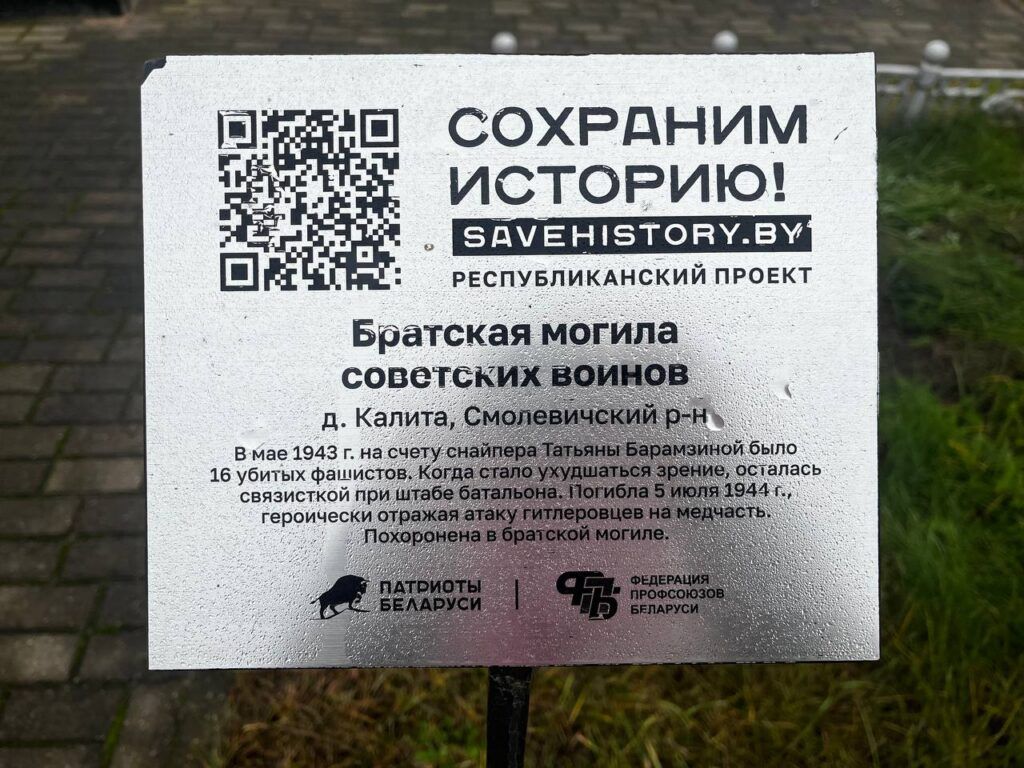 СОХРАНИМ
ИСТОРИЮ!
SAVEHISTORY.BY
РЕСПУБЛИКАНСКИЙ ПРОЕКТ
Братская могила
советских воинов
д. Калита, Смолевичский р-н
В мае 1943 г. на счету снайпера Татьяны Барамзиной было
16 убитых фашистов. Когда стало ухудшаться зрение, осталась
связисткой при штабе батальона. Погибла 5 июля 1944 г.,
героически отражая атаку гитлеровцев на медчасть.
Похоронена в братской могиле.
ПАТРИОТЫ
БЕЛАРУСИ
ФПБ
ФЕДЕРАЦИЯ
ПРОФСОЮЗОВ
БЕЛАРУСИ